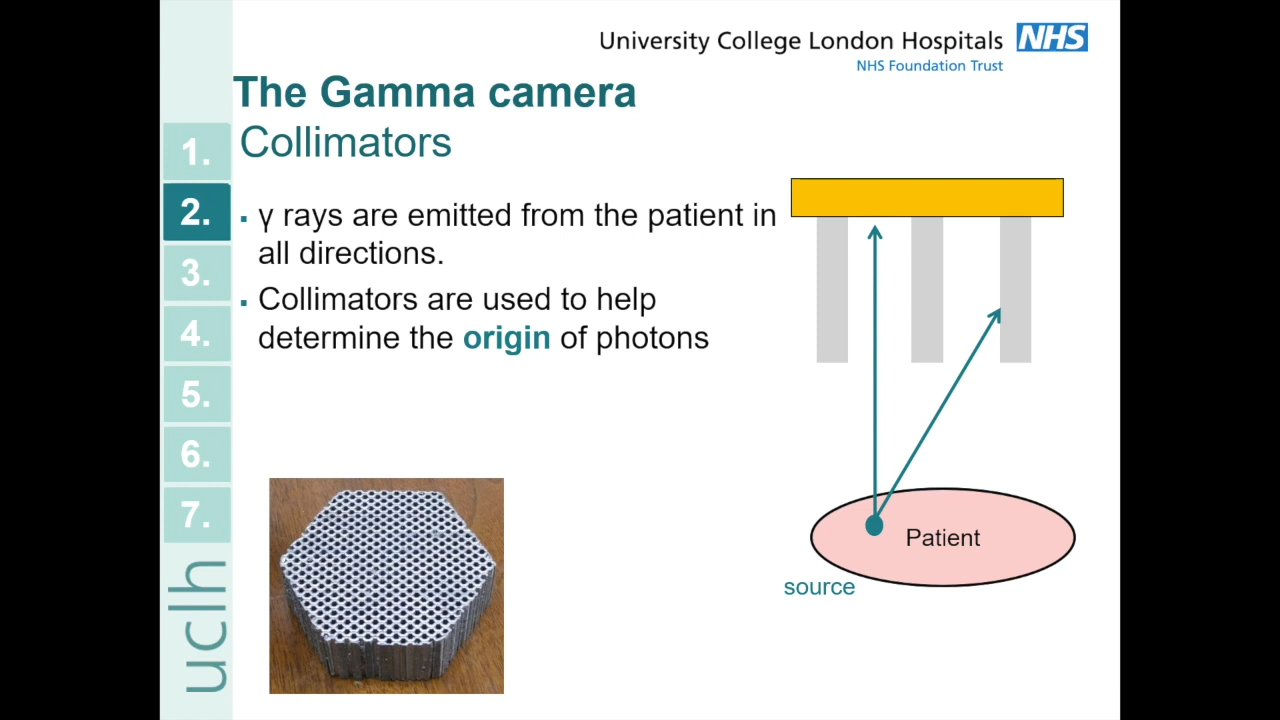 University College London Hospitals NHS
NHS Foundation Trust
The Gamma camera
Collimators
1.
2.
3.
4.
5.
6.
7.
uclh
▪ γ rays are emitted from the patient in
all directions.
▪ Collimators are used to help
determine the origin of photons
Patient
source